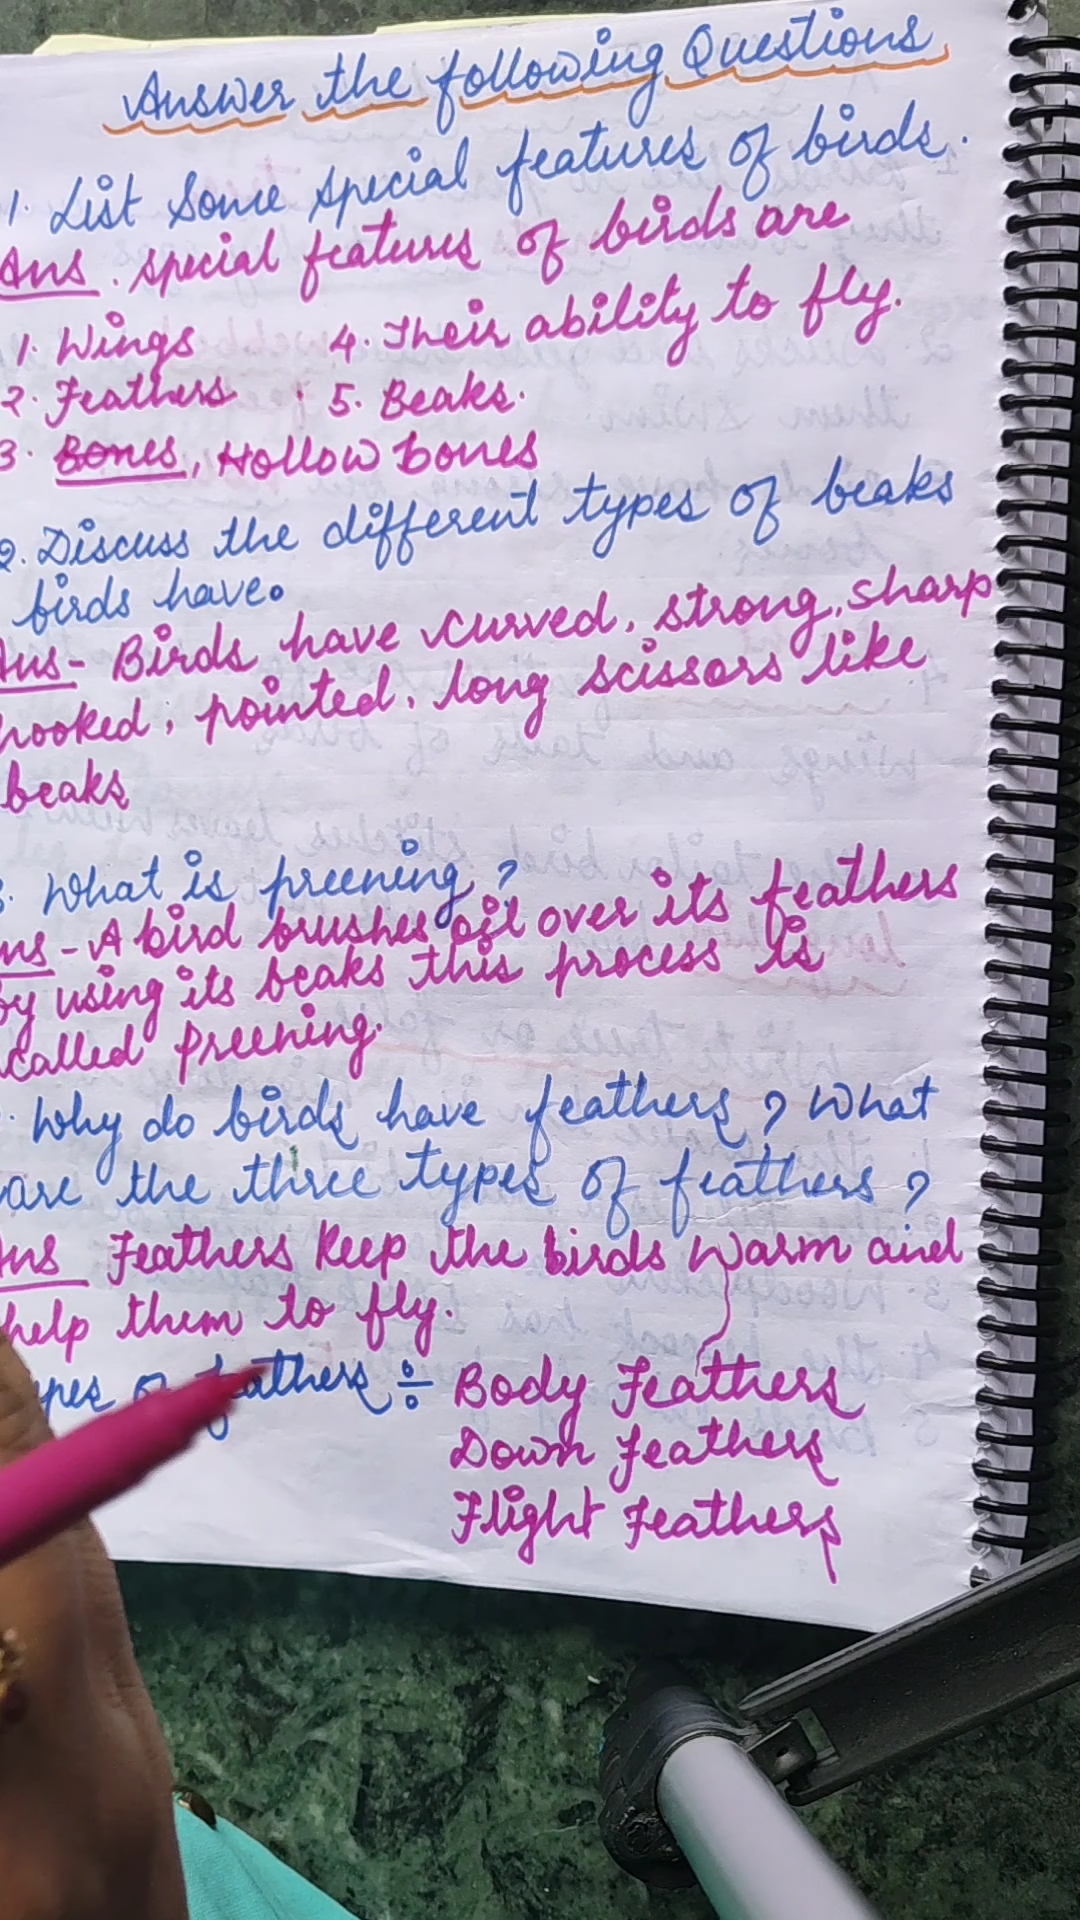 Answer the following Questions
1. List Some special features of birds.
Ans. special features of birds are
1. Wings 4. Their ability to fly.
2. Feathers 5. Beaks.
3. Bones, Hollow bones
2. Discuss the different types of beaks
birds have.
Ans- Birds have curved, strong, sharp
hooked, pointed, long scissors like
beaks
3. What is preening?
Ans - A bird brushes oil over its feathers
by using its beaks this process is
called Preening.
Why do birds have feathers? What
are the three types of feathers?
Ans Feathers Keep the birds warm and
help them to fly.
ypes of feathers ÷ Body Feathers
Down Feathers
Flight Feathers